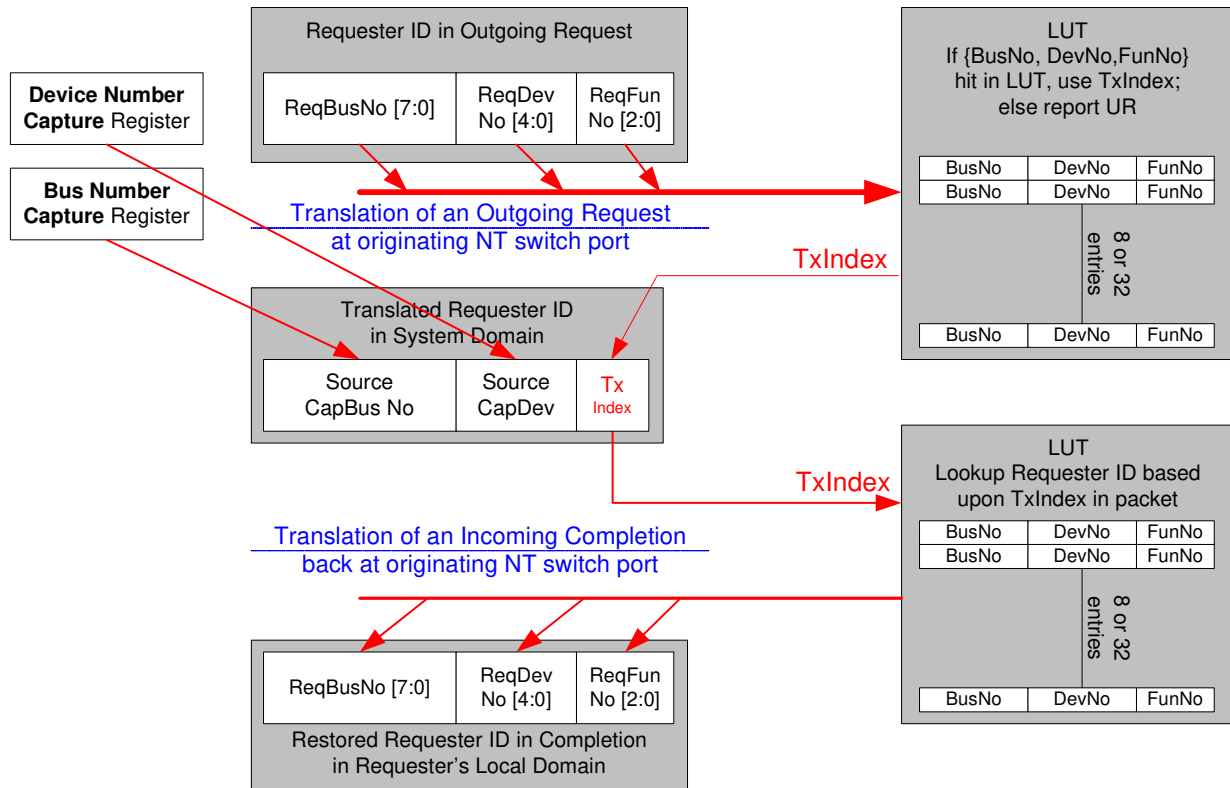 Requester ID in Outgoing Request
ReqBusNo [7:0]
ReqDev
No [4:0]
ReqFun
No [2:0]
Device Number
Capture Register
Bus Number
Capture Register
LUT
If {BusNo, DevNo,FunNo}
hit in LUT, use TxIndex;
else report UR
BusNo DevNo FunNo
BusNo DevNo FunNo
8 or 32
entries
BusNo DevNo FunNo
Translation of an Outgoing Request
at originating NT switch port
TxIndex
Translated Requester ID
in System Domain
Source
CapBus No
Source
CapDev
Tx
Index
TxIndex
LUT
Lookup Requester ID based
upon TxIndex in packet
BusNo DevNo FunNo
BusNo DevNo FunNo
8 or 32
entries
BusNo DevNo FunNo
Translation of an Incoming Completion
back at originating NT switch port
ReqBusNo [7:0]
ReqDev
No [4:0]
ReqFun
No [2:0]
Restored Requester ID in Completion
in Requester's Local Domain